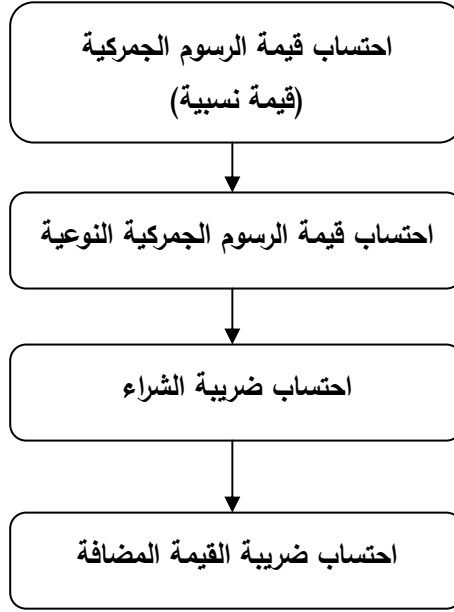 احتساب قيمة الرسوم الجمركية
(قيمة نسبية)
احتساب قيمة الرسوم الجمركية النوعية
احتساب ضريبة الشراء
احتساب ضريبة القيمة المضافة